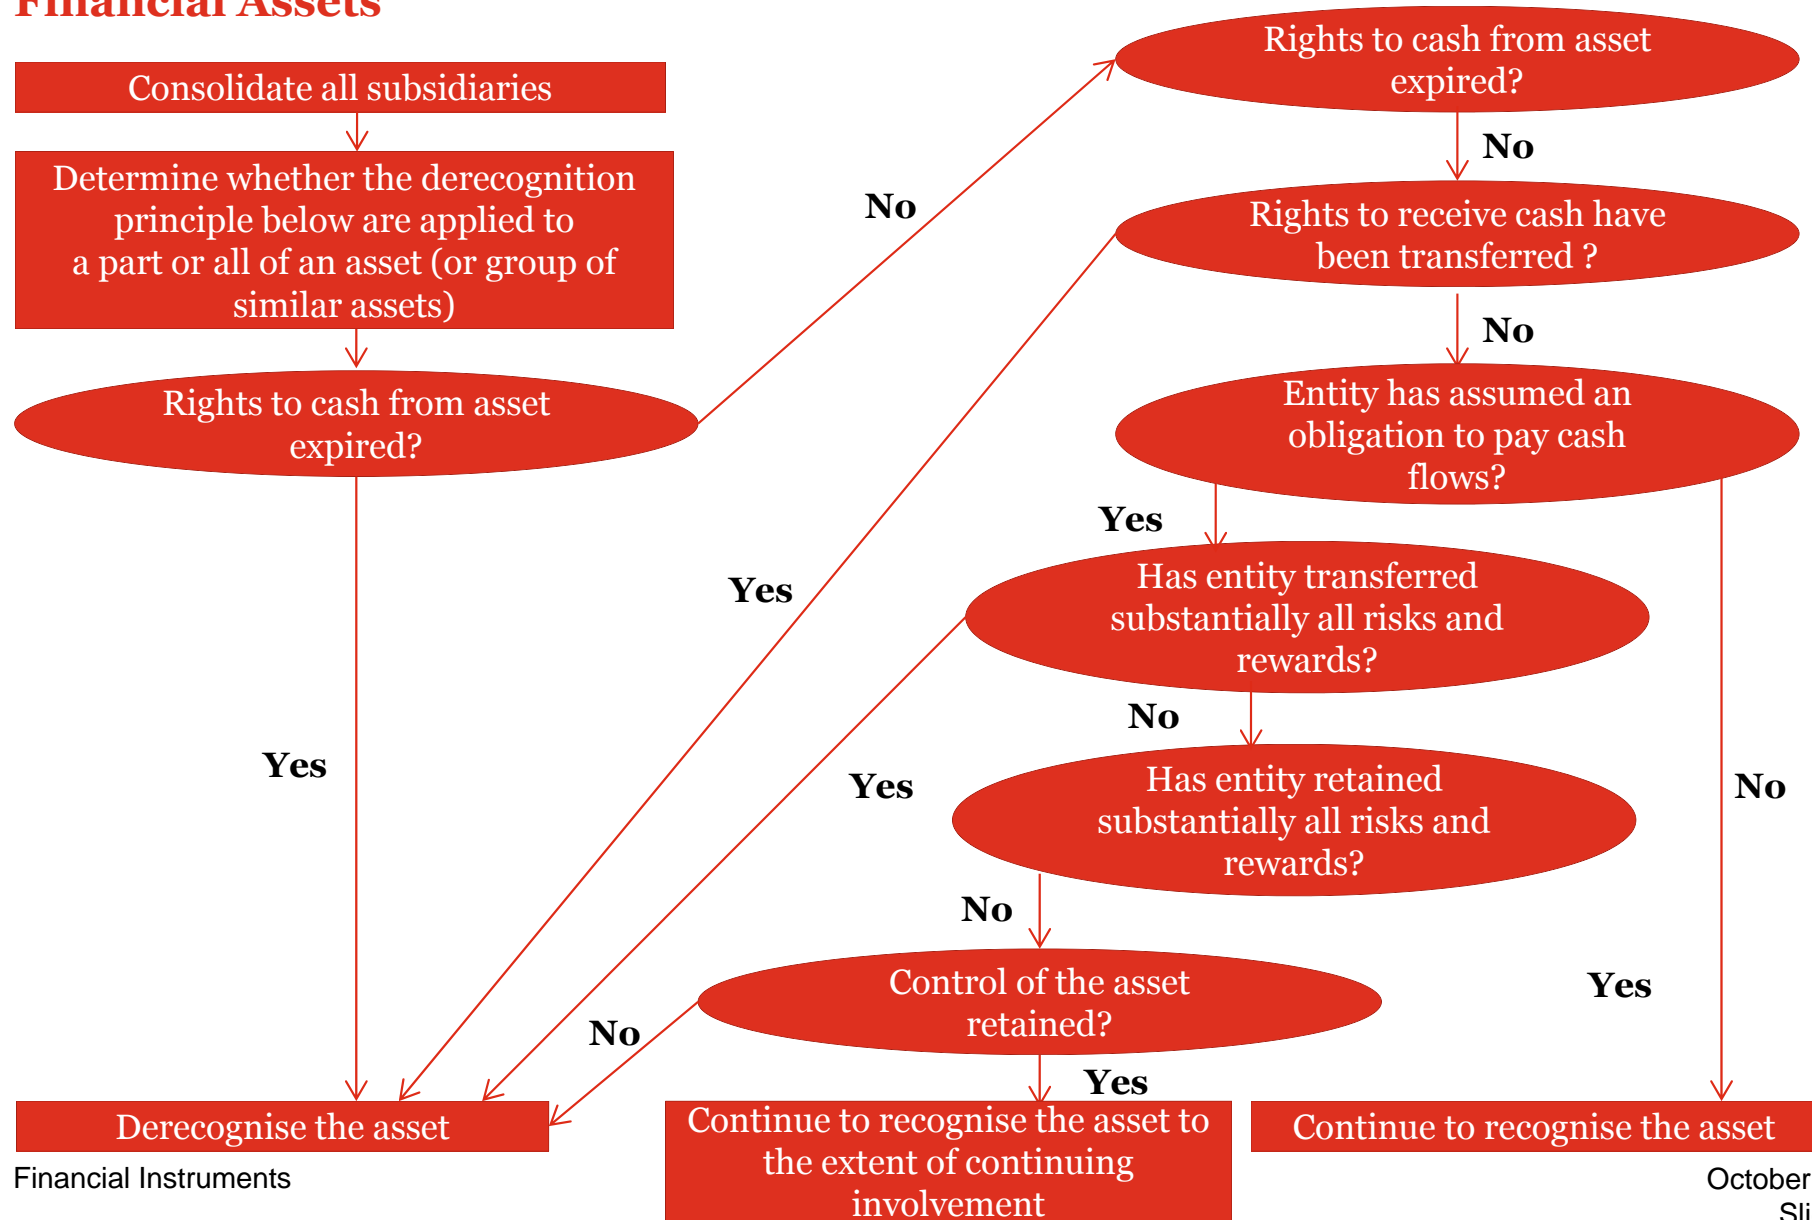 Financial Assets
Consolidate all subsidiaries
Determine whether the derecognition
principle below are applied to
a part or all of an asset (or group of
similar assets)
Rights to cash from asset
expired?
No
Yes
Rights to cash from asset
expired?
No
Rights to receive cash have
been transferred ?
No
Yes
Entity has assumed an
obligation to pay cash
flows?
Yes
No
Has entity transferred
substantially all risks and
rewards?
No
Yes
Has entity retained
substantially all risks and
rewards?
No
Yes
Control of the asset
retained?
No
Yes
Derecognise the asset
Continue to recognise the asset to
the extent of continuing
involvement
Continue to recognise the asset
Financial Instruments
October
Sli